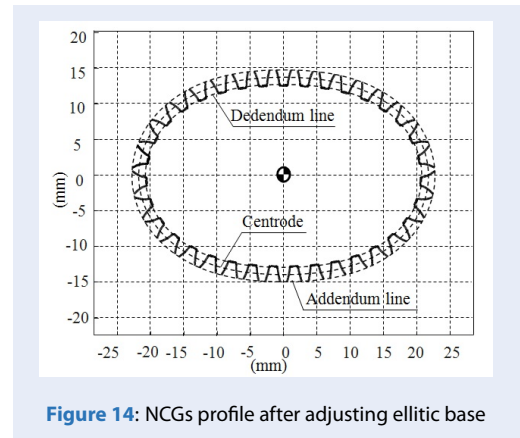 20
15
10
Dedendum line
5
0
(mm)
-5
Centrode
-10
-15
Addendum line
-20
-25 -20 -15 -10 -5 0 5 10 15 20 25
(mm)
Figure 14: NCGs profile after adjusting ellitic base